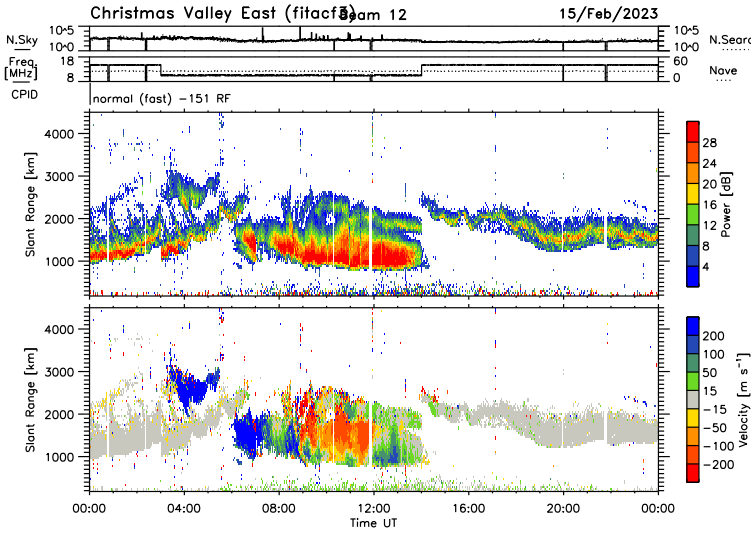 Christmas Valley East (fitacf3) Beam 12 15/Feb/2023
N.Sky 10^5 10^0 10^5 10^0 N.Searc
Freq. [MHz] 18 8 60 0 Nave
CPID normal (fast) -151 RF
Slant Range [km] 4000 3000 2000 1000
Power [dB] 28 24 20 16 12 8 4
Slant Range [km] 4000 3000 2000 1000
Velocity [m s⁻¹] 200 100 50 15 -15 -50 -100 -200
00:00 04:00 08:00 12:00 16:00 20:00 00:00
Time UT